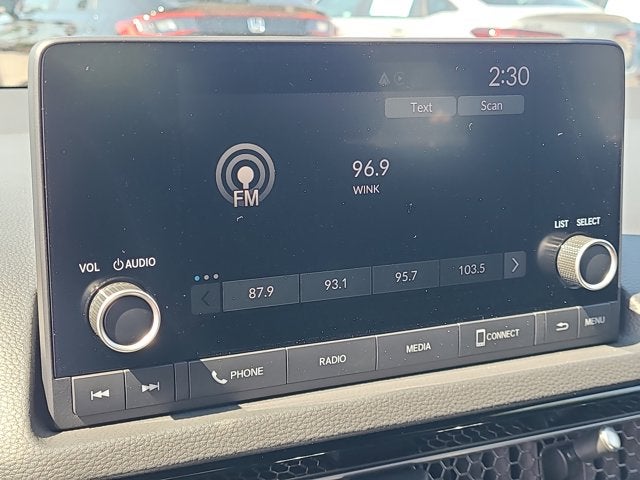 2:30
Text Scan
96.9
WINK
FM
LIST SELECT
VOL AUDIO
87.9 93.1 95.7 103.5
PHONE RADIO MEDIA CONNECT MENU